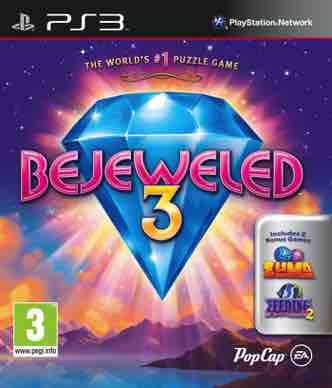 PS3
PlayStation®Network
THE WORLD'S #1 PUZZLE GAME
BEJEWELED
3
Includes 2
Bonus Games
ZUMA
FEEDING
2
3
www.pegi.info
PopCap
EA